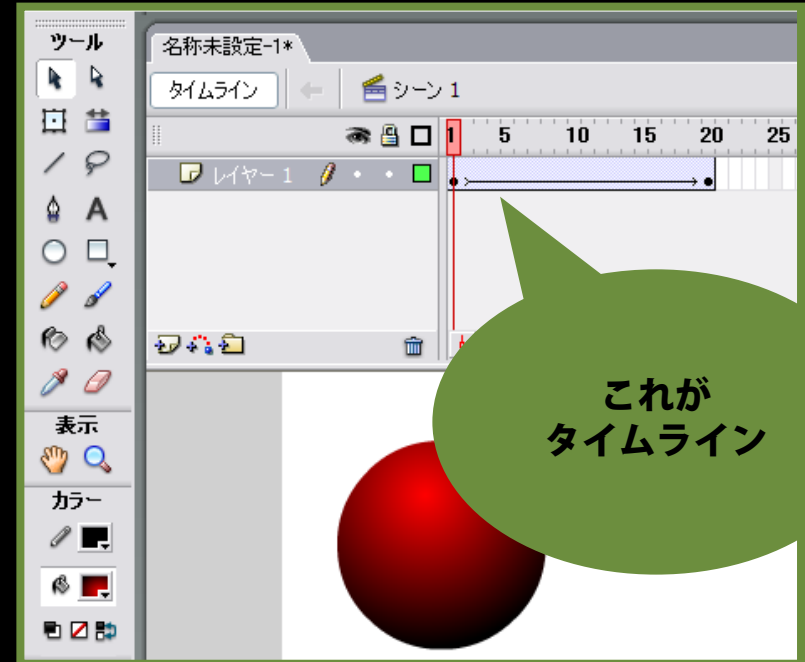 ツール
名称未設定-1*
タイムライン
シーン 1
1 5 10 15 20 25
レイヤー 1
A
これが
タイムライン
表示
カラー